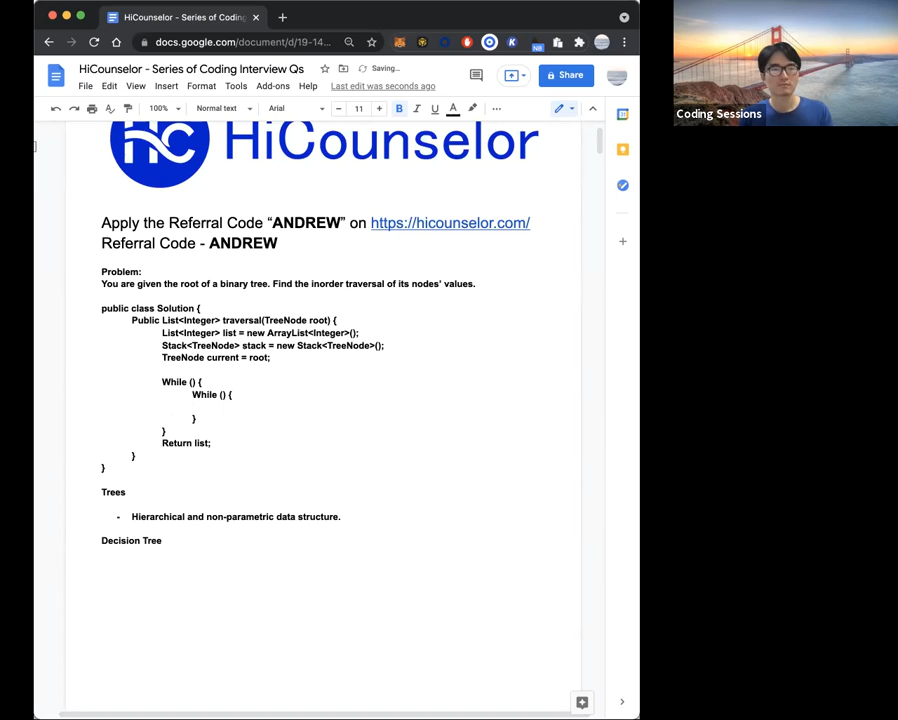 HiCounselor - Series of Coding
docs.google.com/document/d/19-14...
N8
HiCounselor - Series of Coding Interview Qs
Saving...
File Edit View Insert Format Tools Add-ons Help Last edit was seconds ago
Share
100% Normal text Arial 11 B I U A
HC HiCounselor
Apply the Referral Code “ANDREW” on https://hicounselor.com/
Referral Code - ANDREW
Problem:
You are given the root of a binary tree. Find the inorder traversal of its nodes’ values.
public class Solution {
Public List<Integer> traversal(TreeNode root) {
List<Integer> list = new ArrayList<Integer>();
Stack<TreeNode> stack = new Stack<TreeNode>();
TreeNode current = root;
While () {
While () {
}
}
Return list;
}
}
Trees
- Hierarchical and non-parametric data structure.
Decision Tree
Coding Sessions